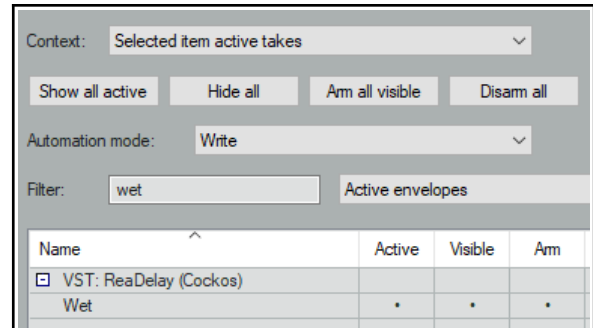 Context: Selected item active takes
Show all active Hide all Arm all visible Disarm all
Automation mode: Write
Filter: wet Active envelopes
Name Active Visible Arm
VST: ReaDelay (Cockos)
Wet • • •